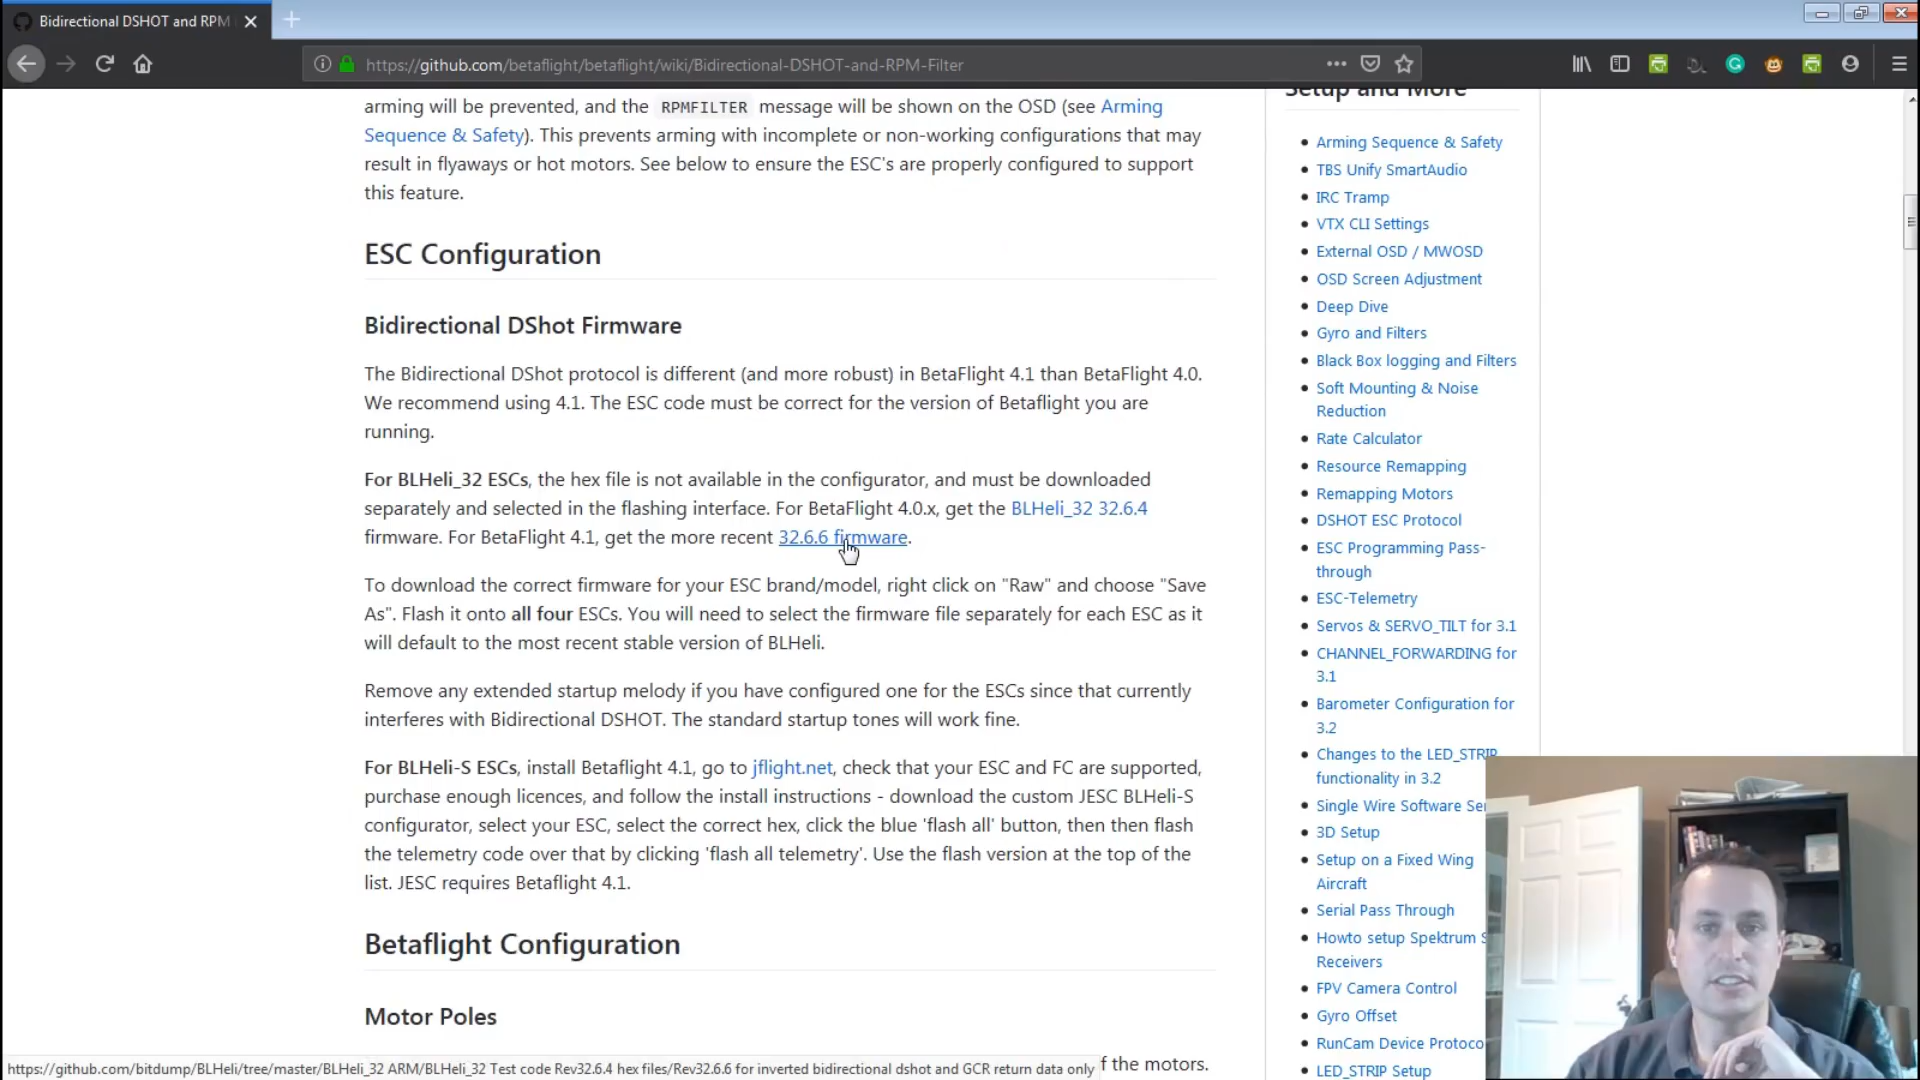 Bidirectional DSHOT and RPM
https://github.com/betaflight/betaflight/wiki/Bidirectional-DSHOT-and-RPM-Filter
arming will be prevented, and the RPMFILTER message will be shown on the OSD (see Arming
Sequence & Safety). This prevents arming with incomplete or non-working configurations that may
result in flyaways or hot motors. See below to ensure the ESC's are properly configured to support
this feature.
ESC Configuration
Bidirectional DShot Firmware
The Bidirectional DShot protocol is different (and more robust) in BetaFlight 4.1 than BetaFlight 4.0.
We recommend using 4.1. The ESC code must be correct for the version of Betaflight you are
running.
For BLHeli_32 ESCs, the hex file is not available in the configurator, and must be downloaded
separately and selected in the flashing interface. For BetaFlight 4.0.x, get the BLHeli_32 32.6.4
firmware. For BetaFlight 4.1, get the more recent 32.6.6 firmware.
To download the correct firmware for your ESC brand/model, right click on "Raw" and choose "Save
As". Flash it onto all four ESCs. You will need to select the firmware file separately for each ESC as it
will default to the most recent stable version of BLHeli.
Remove any extended startup melody if you have configured one for the ESCs since that currently
interferes with Bidirectional DSHOT. The standard startup tones will work fine.
For BLHeli-S ESCs, install Betaflight 4.1, go to jflight.net, check that your ESC and FC are supported,
purchase enough licences, and follow the install instructions - download the custom JESC BLHeli-S
configurator, select your ESC, select the correct hex, click the blue 'flash all' button, then then flash
the telemetry code over that by clicking 'flash all telemetry'. Use the flash version at the top of the
list. JESC requires Betaflight 4.1.
Betaflight Configuration
Motor Poles
f the motors.
https://github.com/bitdump/BLHeli/tree/master/BLHeli_32 ARM/BLHeli_32 Test code Rev32.6.4 hex files/Rev32.6.6 for inverted bidirectional dshot and GCR return data only
Setup and More
Arming Sequence & Safety
TBS Unify SmartAudio
IRC Tramp
VTX CLI Settings
External OSD / MWOSD
OSD Screen Adjustment
Deep Dive
Gyro and Filters
Black Box logging and Filters
Soft Mounting & Noise
Reduction
Rate Calculator
Resource Remapping
Remapping Motors
DSHOT ESC Protocol
ESC Programming Pass-
through
ESC-Telemetry
Servos & SERVO_TILT for 3.1
CHANNEL_FORWARDING for
3.1
Barometer Configuration for
3.2
Changes to the LED_STRIP
functionality in 3.2
Single Wire Software Se
3D Setup
Setup on a Fixed Wing
Aircraft
Serial Pass Through
Howto setup Spektrum S
Receivers
FPV Camera Control
Gyro Offset
RunCam Device Protoco
LED_STRIP Setup